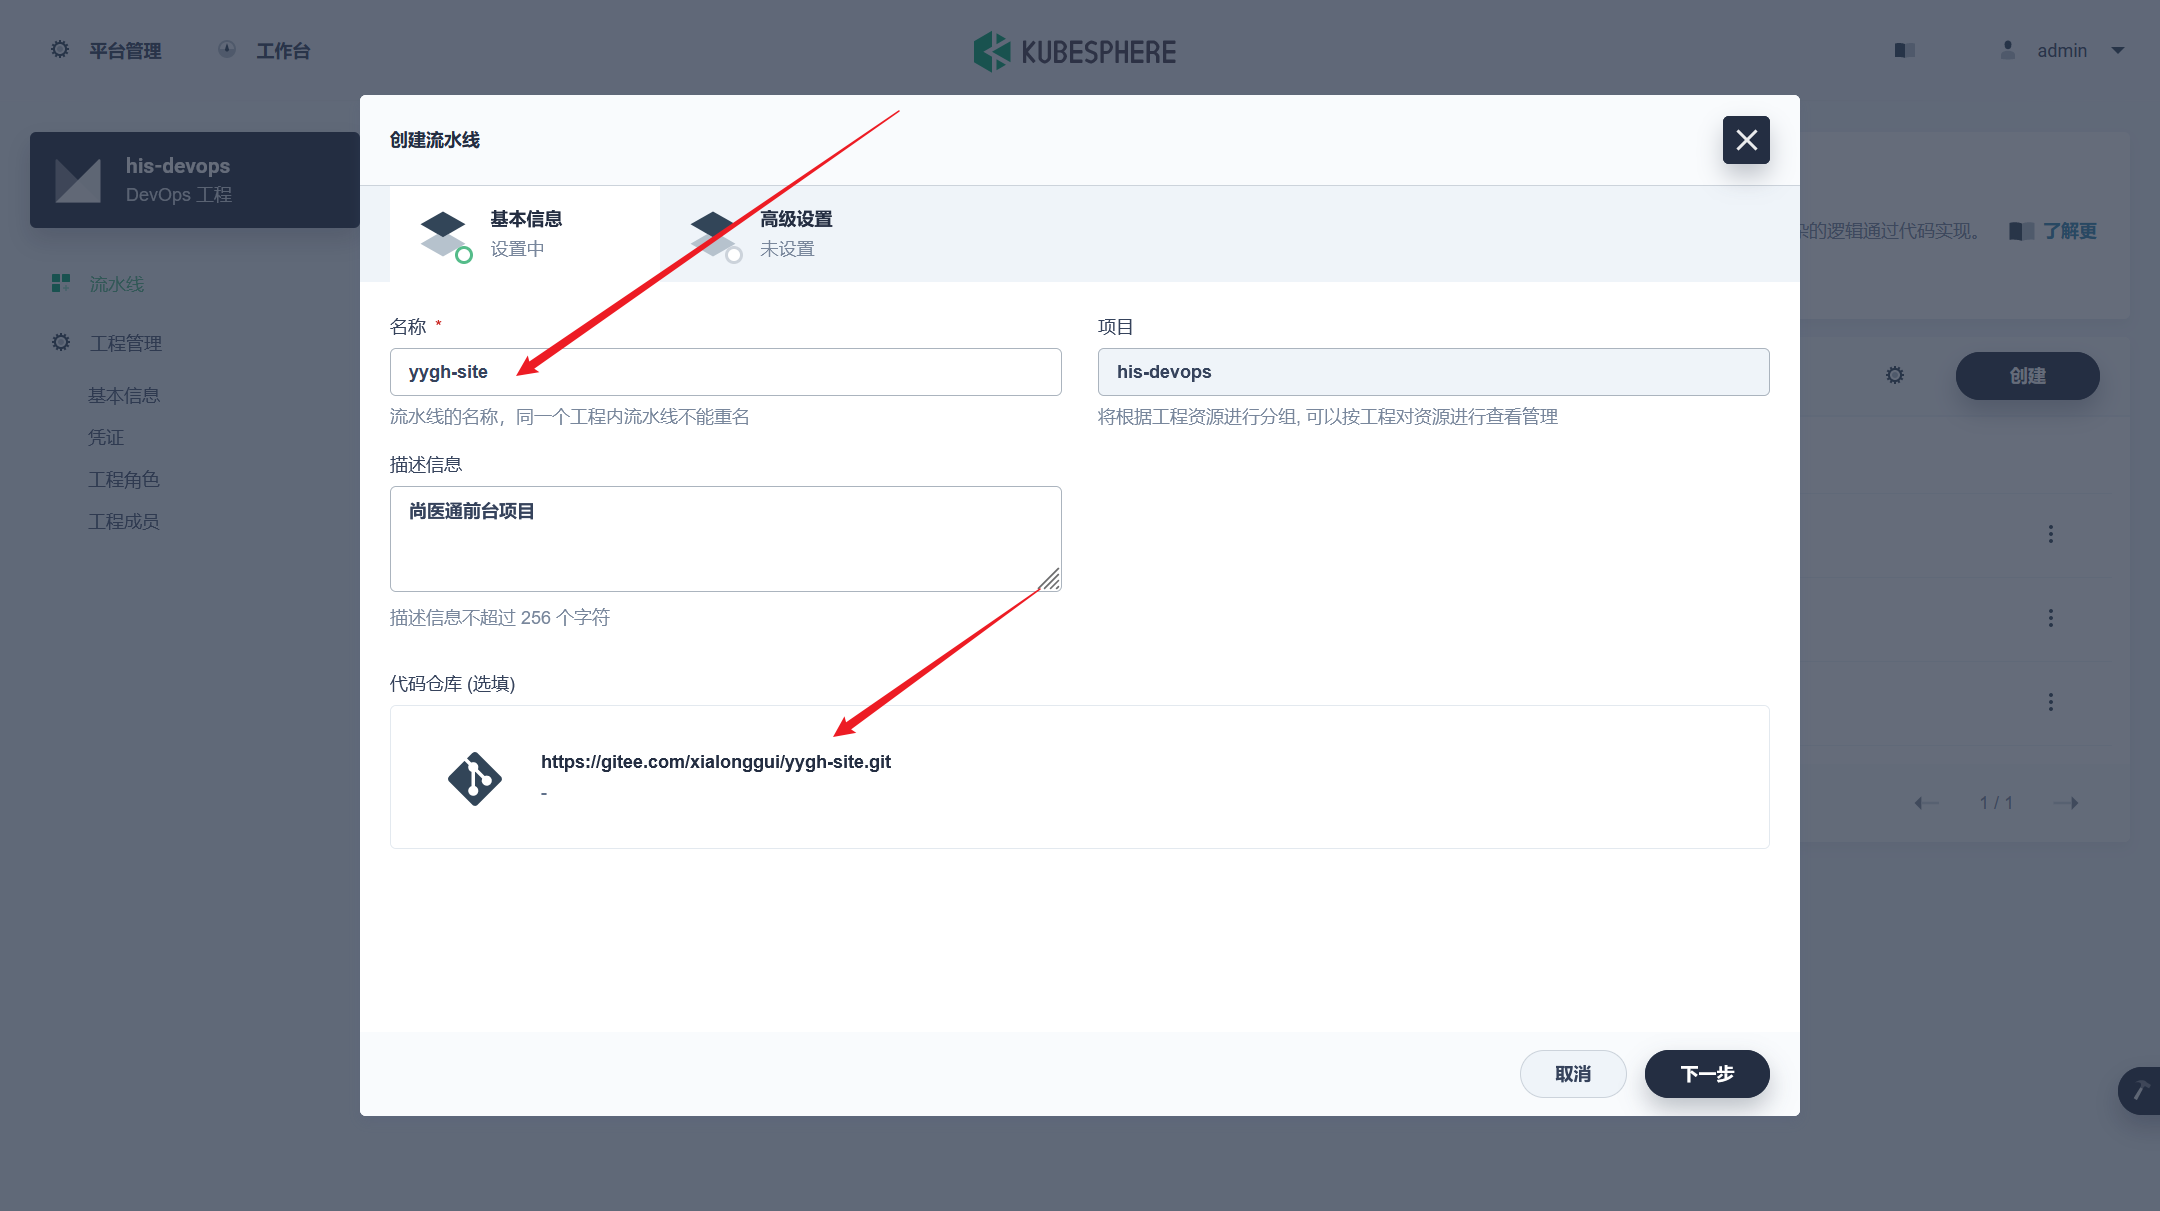 平台管理
工作台
KUBESPHERE
admin
his-devops
DevOps 工程
流水线
工程管理
基本信息
凭证
工程角色
工程成员
创建流水线
基本信息
设置中
高级设置
未设置
名称 *
yygh-site
流水线的名称，同一个工程内流水线不能重名
项目
his-devops
将根据工程资源进行分组, 可以按工程对资源进行查看管理
描述信息
尚医通前台项目
描述信息不超过 256 个字符
代码仓库 (选填)
https://gitee.com/xialonggui/yygh-site.git
-
取消
下一步
的逻辑通过代码实现。
了解更
创建
1 / 1